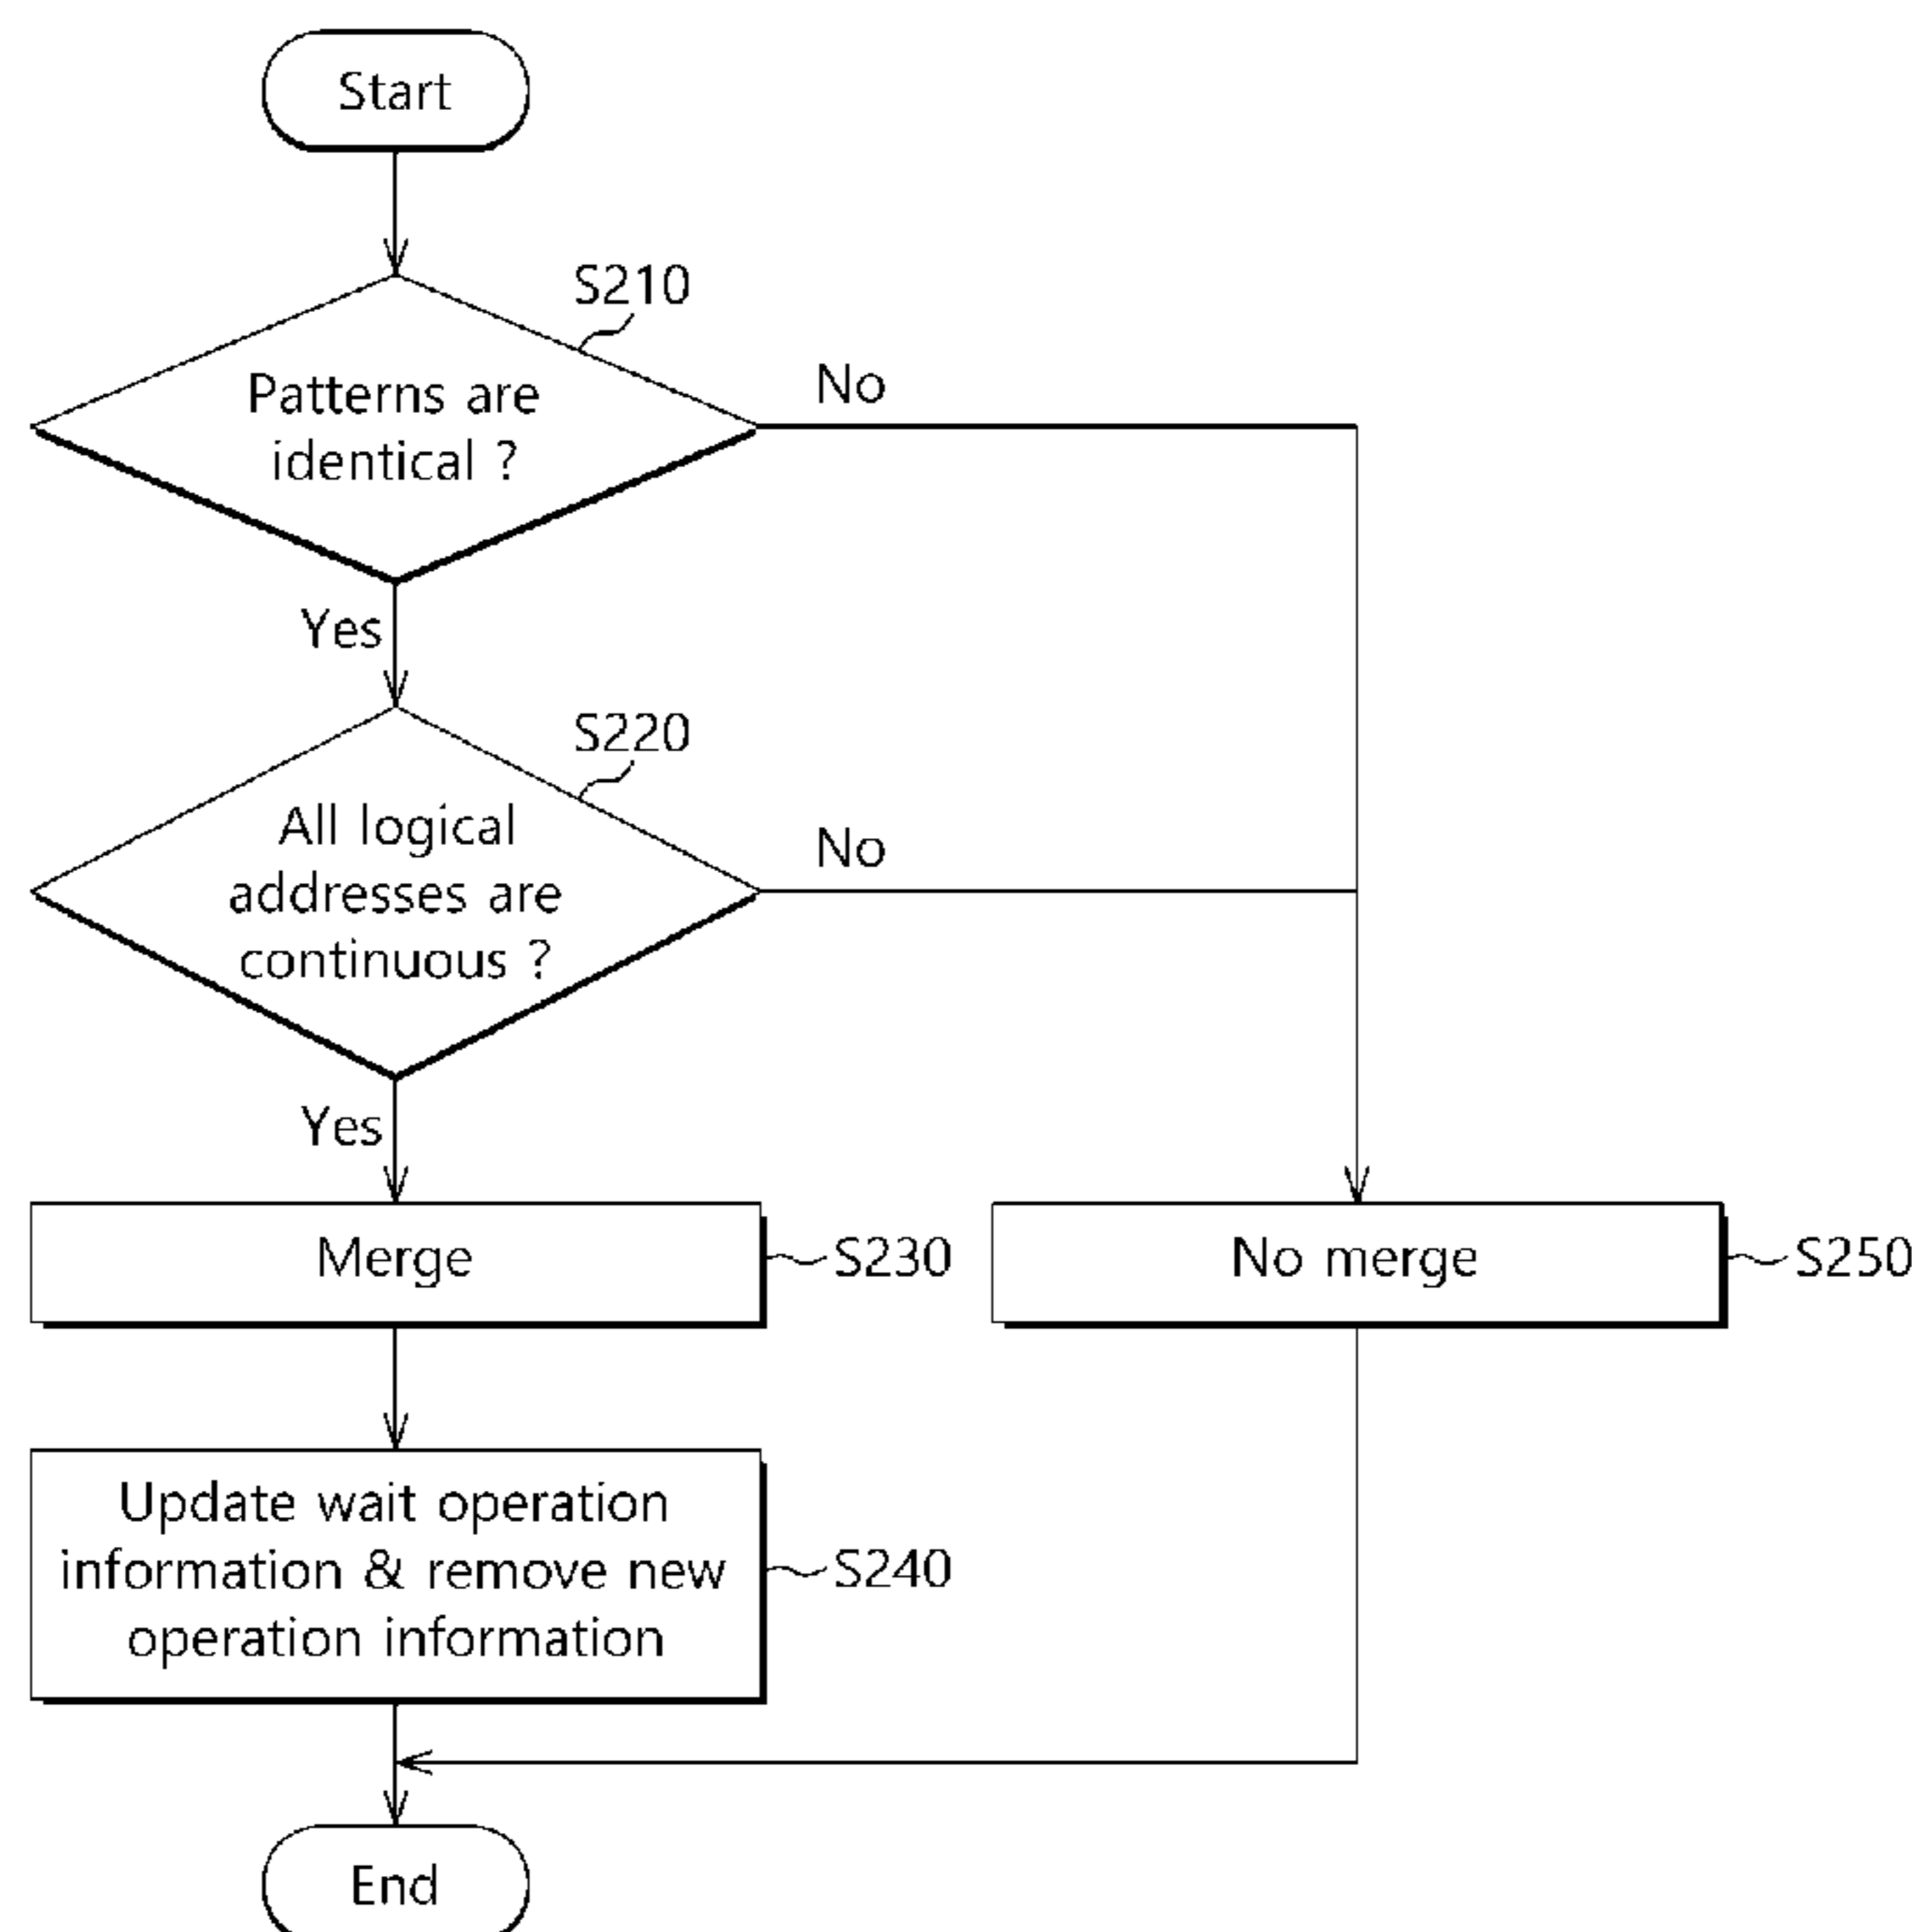 Start
S210
Patterns are
identical ?
No
Yes
S220
All logical
addresses are
continuous ?
No
Yes
Merge
S230
No merge
S250
Update wait operation
information & remove new
operation information
S240
End